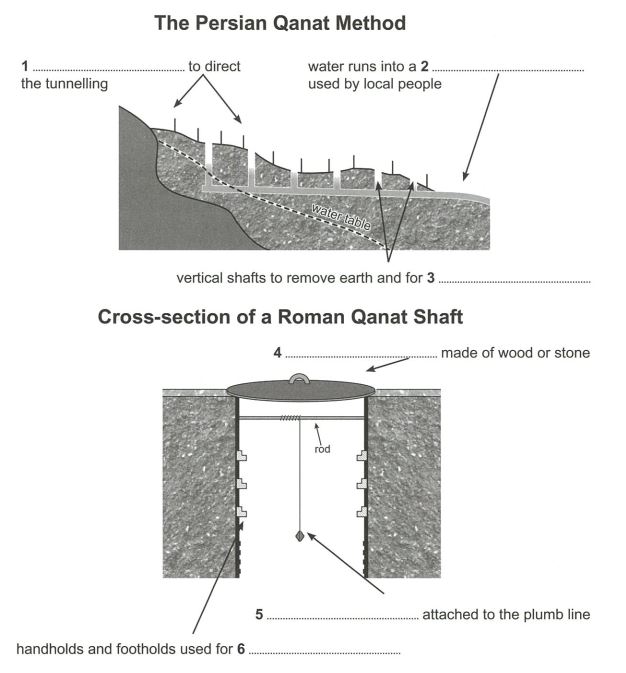 The Persian Qanat Method
1 ........................................ to direct
the tunnelling
water runs into a 2 ........................................
used by local people
water table
vertical shafts to remove earth and for 3 ........................................
Cross-section of a Roman Qanat Shaft
4 ........................................ made of wood or stone
rod
5 ........................................ attached to the plumb line
handholds and footholds used for 6 ........................................